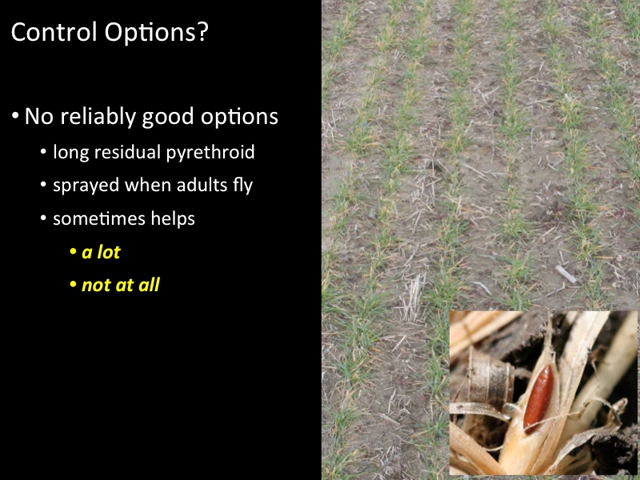 Control Options?
• No reliably good options
• long residual pyrethroid
• sprayed when adults fly
• sometimes helps
• a lot
• not at all